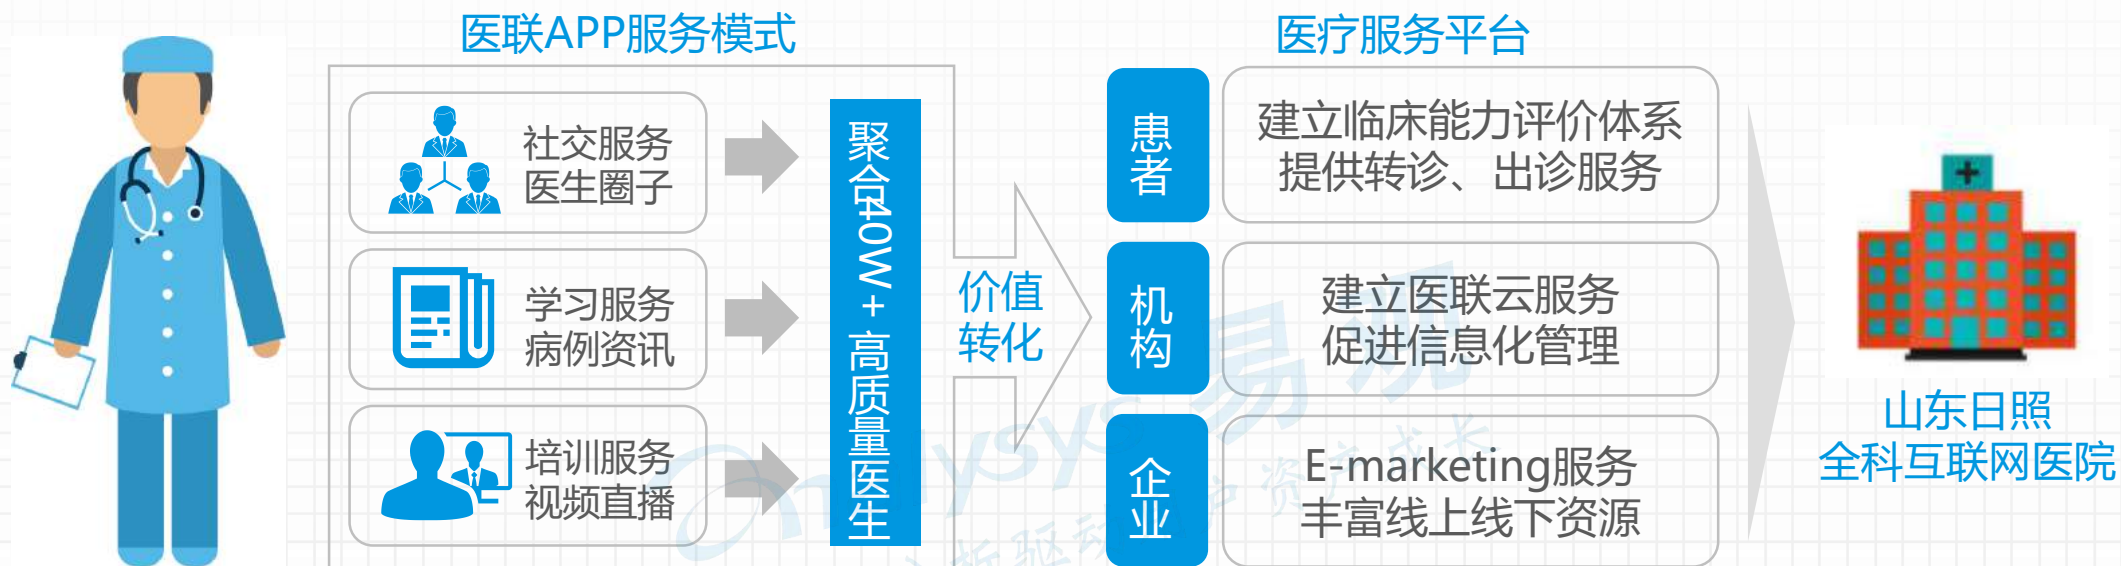 医联APP服务模式
社交服务
医生圈子
学习服务
病例资讯
培训服务
视频直播
聚合40W+高质量医生
价值
转化
医疗服务平台
患者
建立临床能力评价体系
提供转诊、出诊服务
机构
建立医联云服务
促进信息化管理
企业
E-marketing服务
丰富线上线下资源
山东日照
全科互联网医院
易观